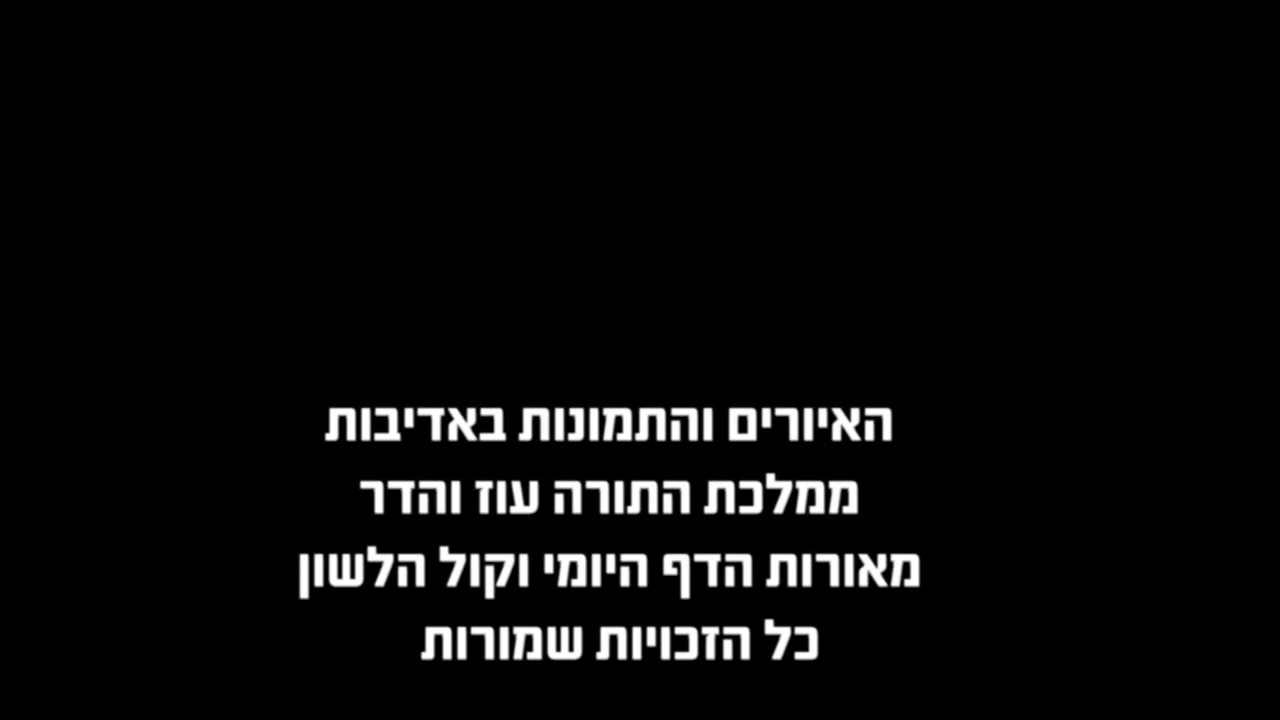 האיורים והתמונות באדיבות
ממלכת התורה עוז והדר
מאורות הדף היומי וקול הלשון
כל הזכויות שמורות